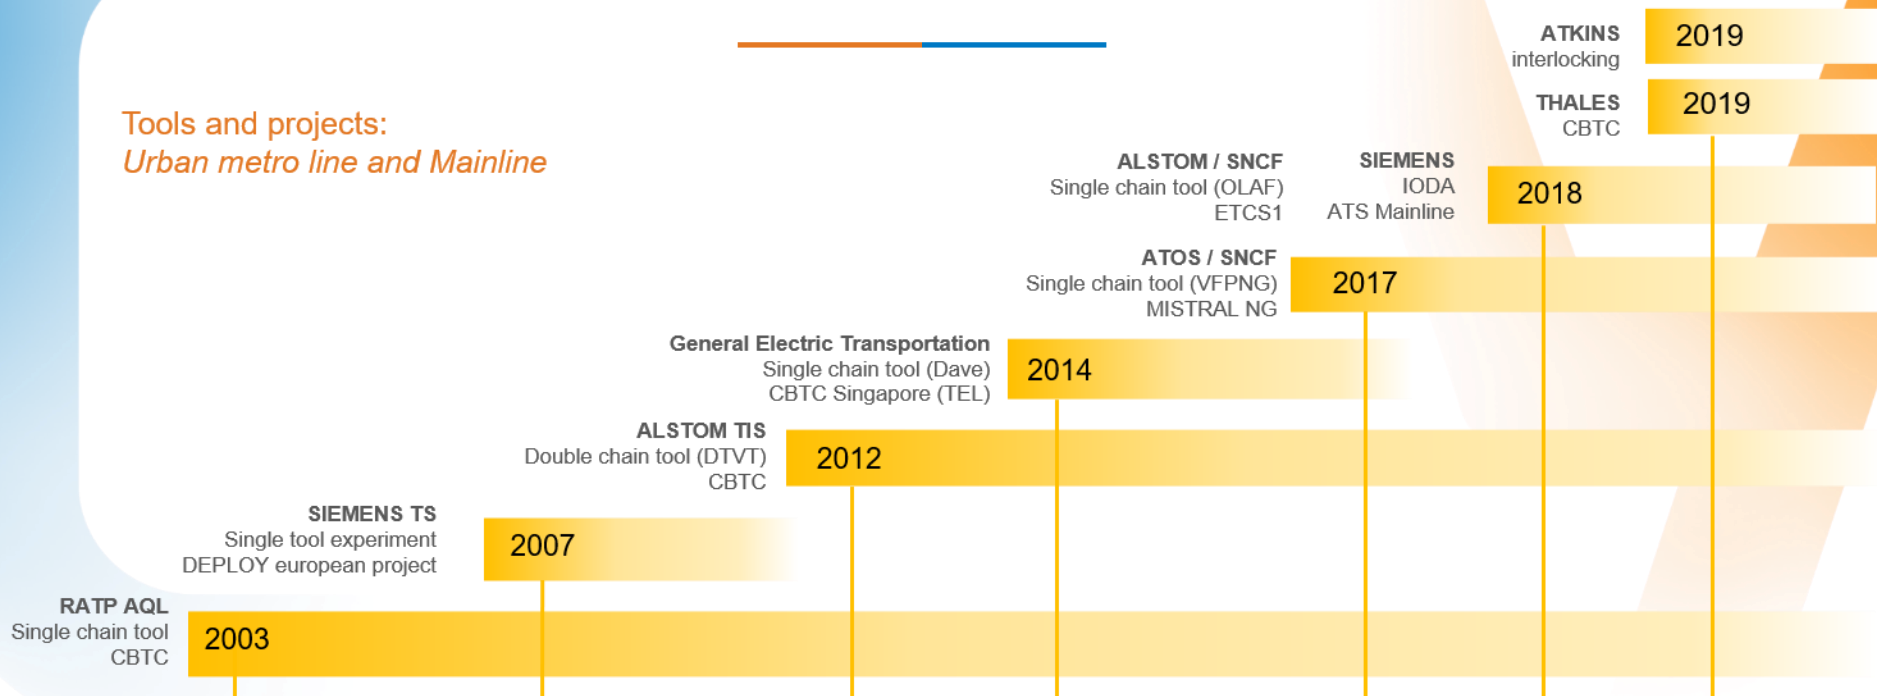 ATKINS
interlocking
2019
THALES
CBTC
2019
Tools and projects:
Urban metro line and Mainline
ALSTOM / SNCF
Single chain tool (OLAF)
ETCS1
SIEMENS
IODA
ATS Mainline
2018
ATOS / SNCF
Single chain tool (VFPNG)
MISTRAL NG
2017
General Electric Transportation
Single chain tool (Dave)
CBTC Singapore (TEL)
2014
ALSTOM TIS
Double chain tool (DTVT)
CBTC
2012
SIEMENS TS
Single tool experiment
DEPLOY european project
2007
RATP AQL
Single chain tool
CBTC
2003